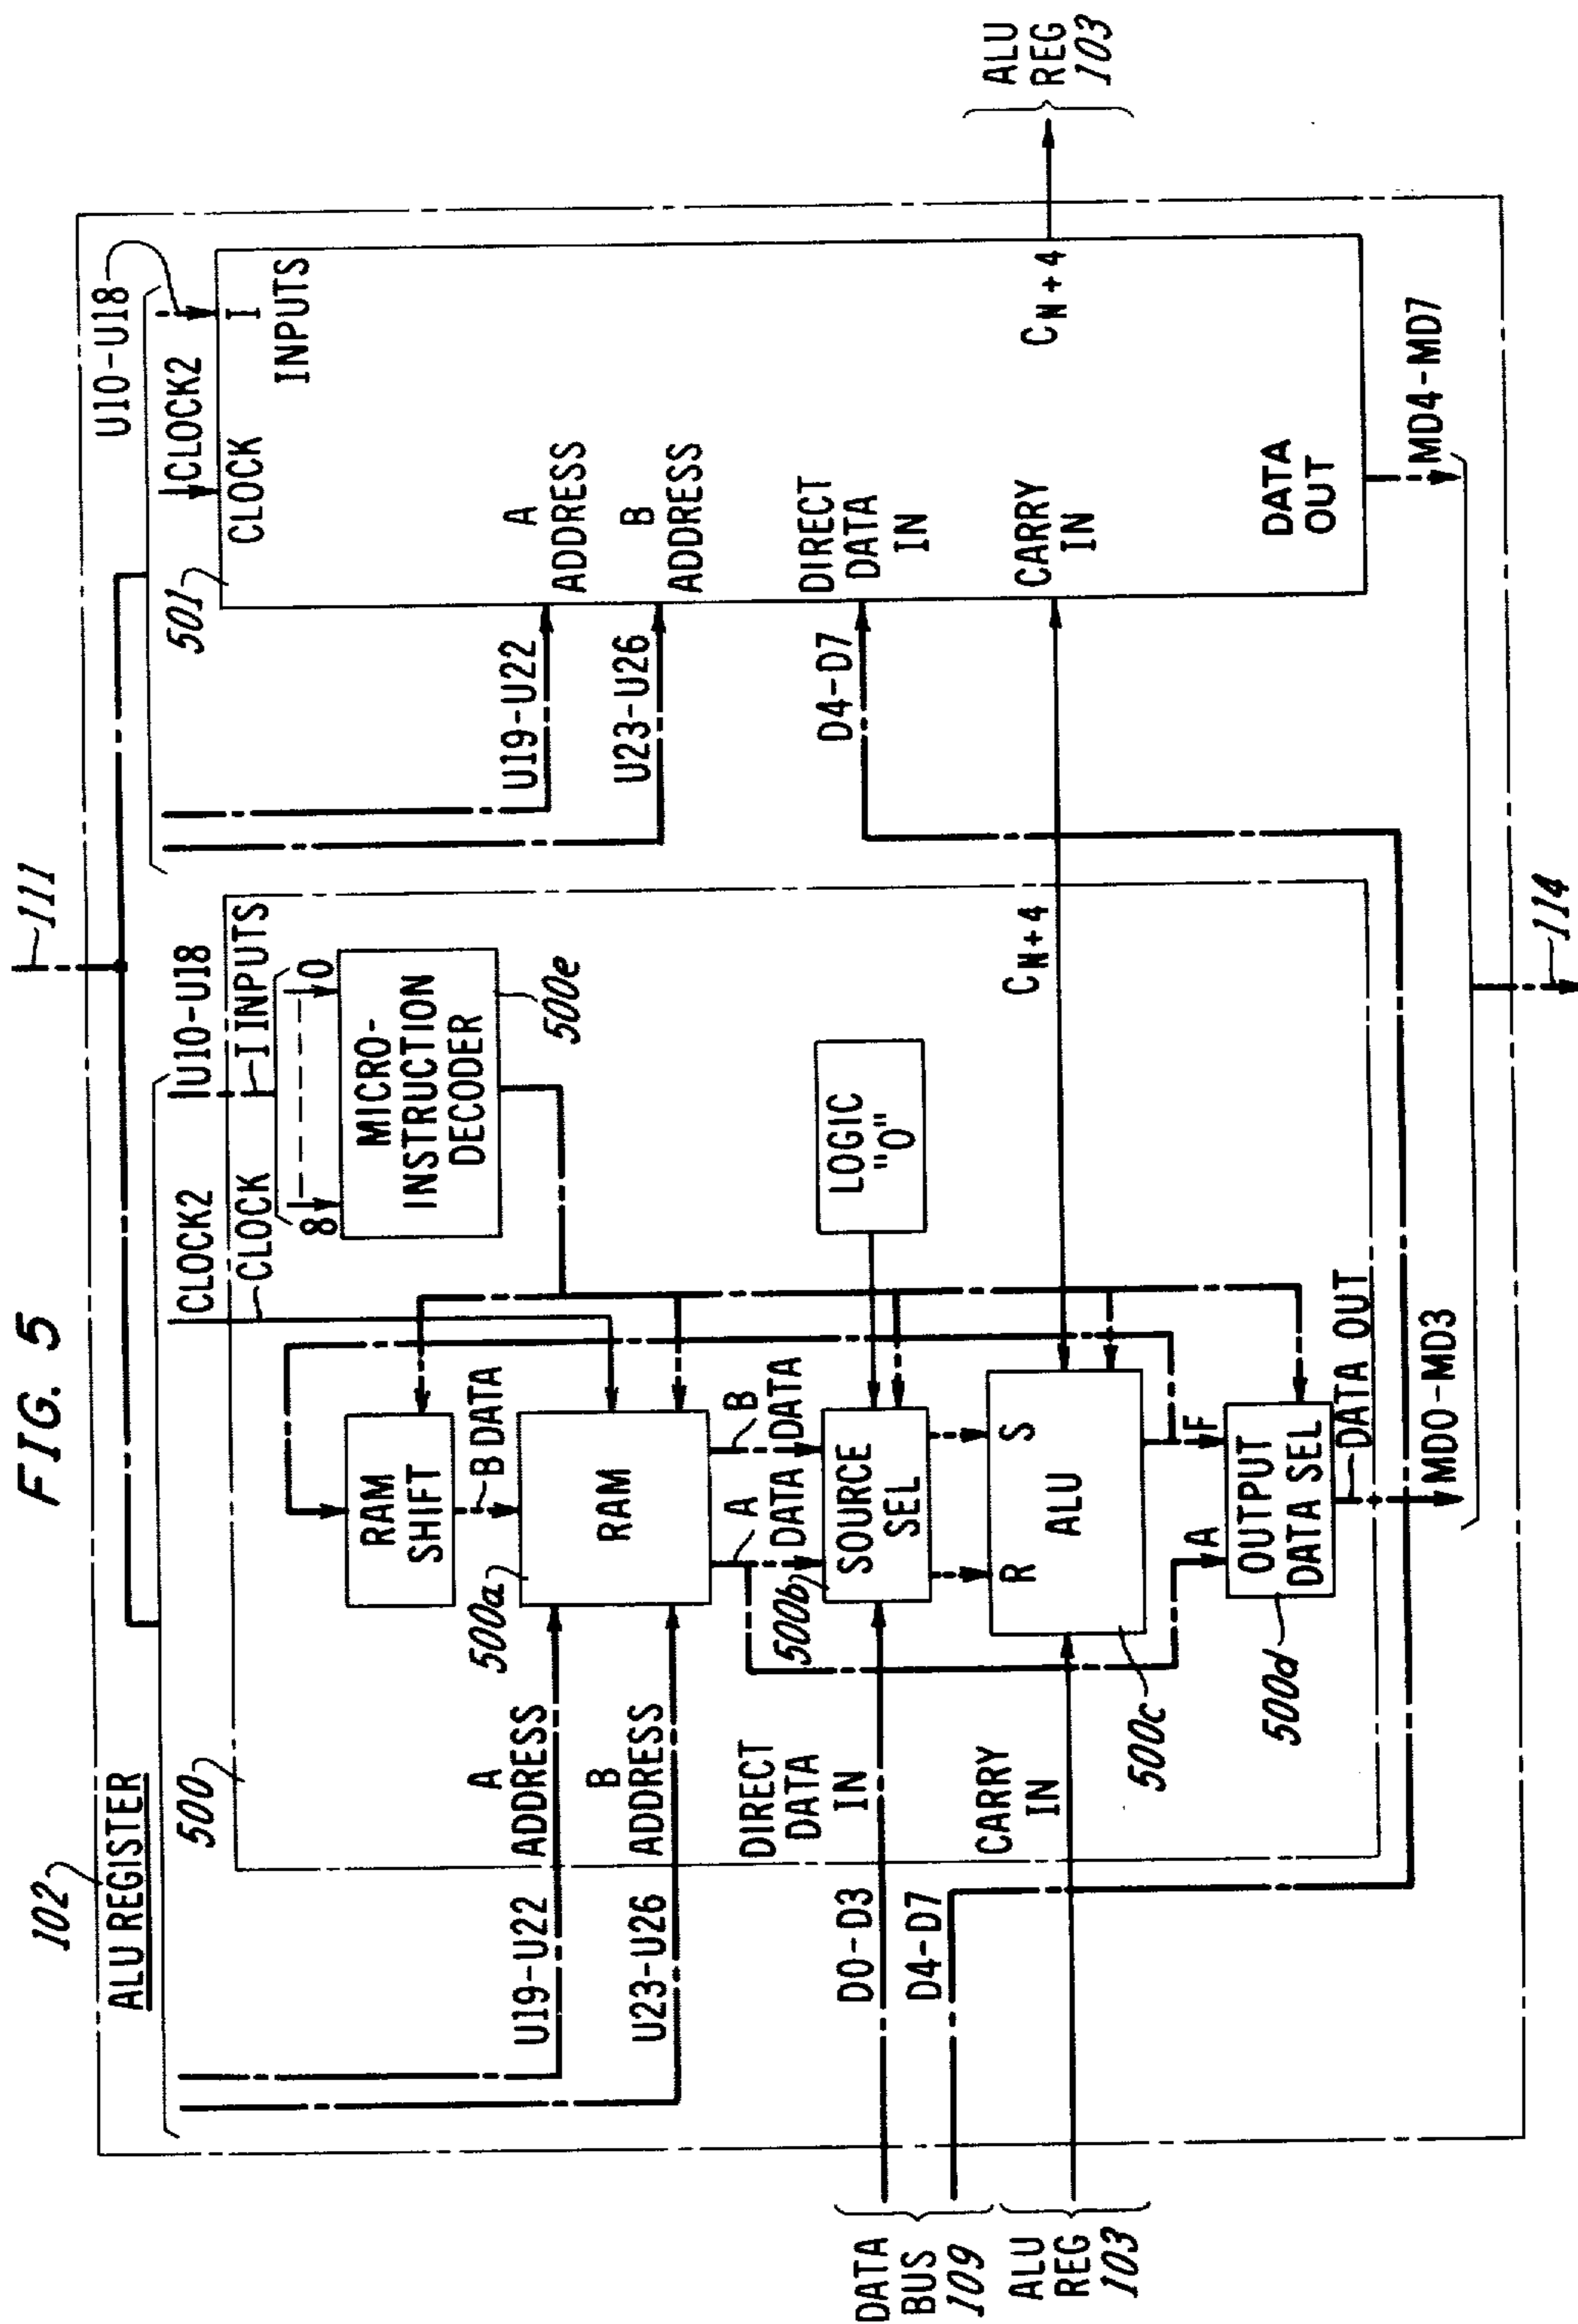 FIG. 5
111
102
ALU REGISTER
500
CLOCK2
CLOCK
U10-U18
I INPUTS
8
0
MICRO-
INSTRUCTION
DECODER
500e
U19-U22
A
ADDRESS
U23-U26
B
ADDRESS
RAM
SHIFT
B DATA
500a
RAM
A
DATA
B
DATA
LOGIC
"0"
DATA
BUS
109
D0-D3
D4-D7
DIRECT
DATA
IN
500b
SOURCE
SEL
ALU
REG
103
CARRY
IN
R
S
ALU
500c
CN+4
A
F
OUTPUT
DATA SEL
500d
DATA OUT
MD0-MD3
501
CLOCK2
CLOCK
U10-U18
I
INPUTS
U19-U22
A
ADDRESS
U23-U26
B
ADDRESS
D4-D7
DIRECT
DATA
IN
CARRY
IN
CN+4
ALU
REG
103
DATA
OUT
MD4-MD7
114